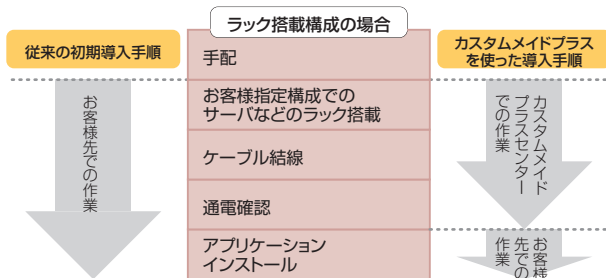 ラック搭載構成の場合
従来の初期導入手順
手配
カスタムメイドプラス
を使った導入手順
お客様先での作業
お客様指定構成での
サーバなどのラック搭載
ケーブル結線
通電確認
アプリケーション
インストール
カスタムメイド
プラスセンター
での作業
お客様
先での
作業